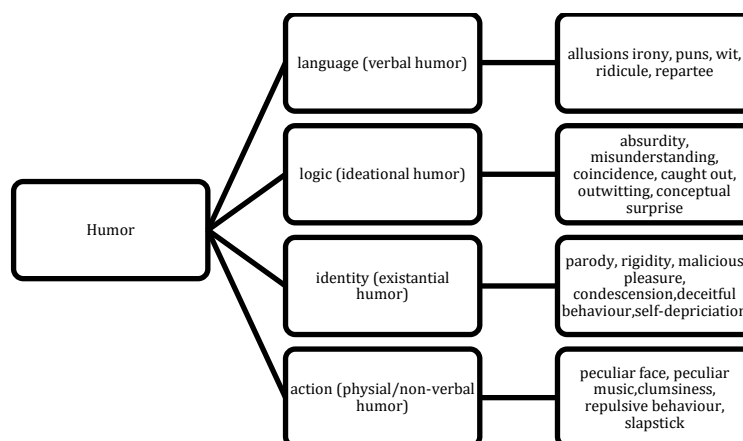 Humor
language (verbal humor)
allusions irony, puns, wit,
ridicule, repartee
logic (ideational humor)
absurdity,
misunderstanding,
coincidence, caught out,
outwitting, conceptual
surprise
identity (existantial
humor)
parody, rigidity, malicious
pleasure,
condescension,deceitful
behaviour,self-depriciation
action (physial/non-verbal
humor)
peculiar face, peculiar
music,clumsiness,
repulsive behaviour,
slapstick